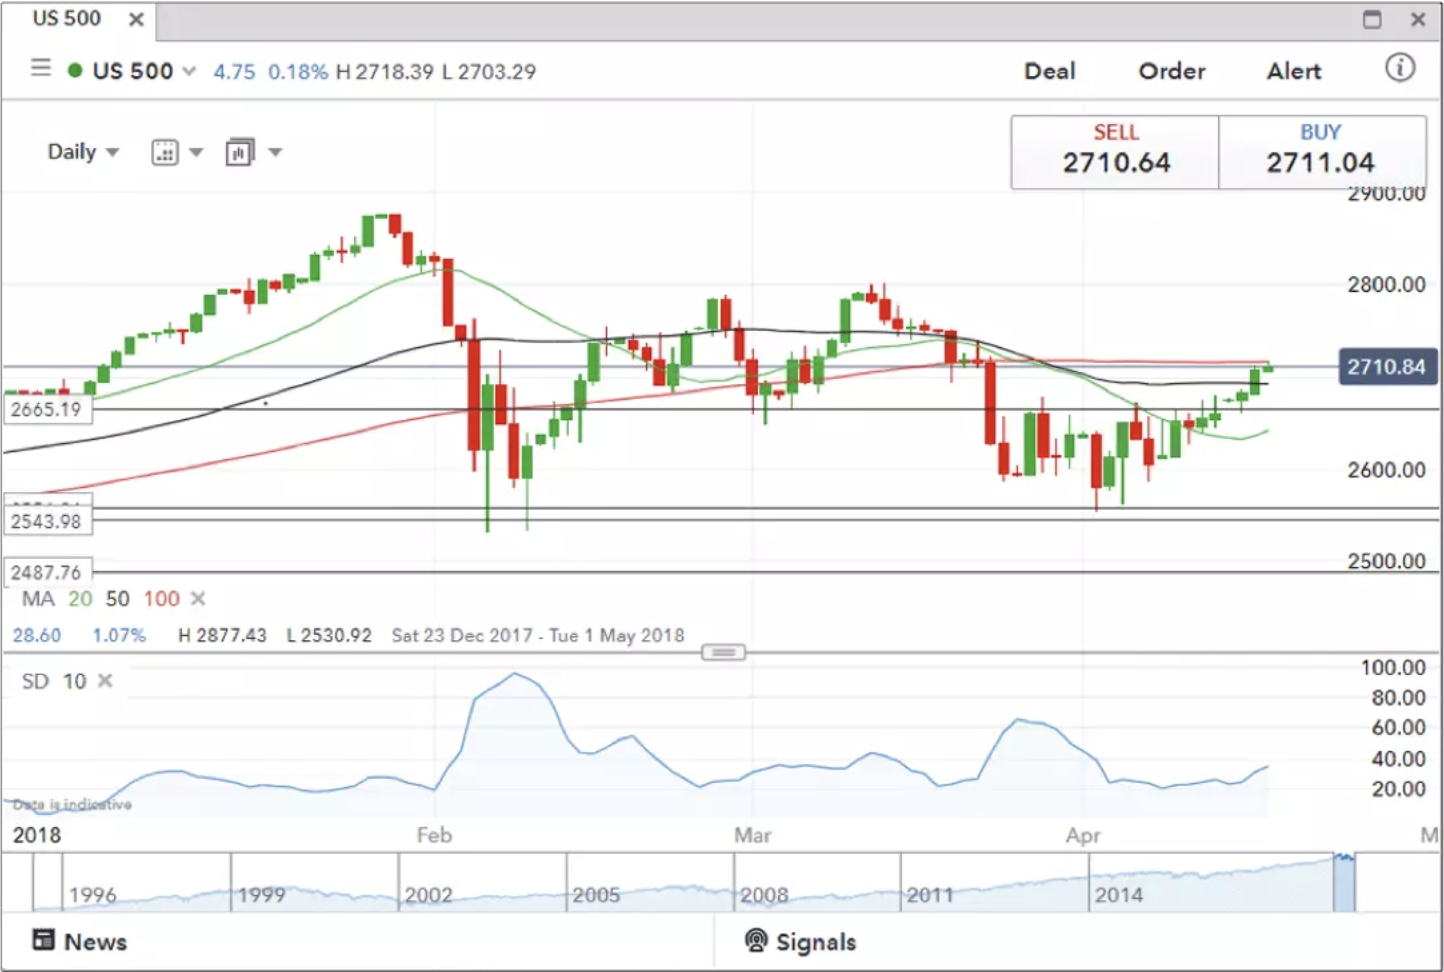 US 500
US 500 4.75 0.18% H 2718.39 L 2703.29 Deal Order Alert
Daily
SELL BUY
2710.64 2711.04
2900.00
2800.00
2710.84
2665.19
2600.00
2543.98
2500.00
2487.76
MA 20 50 100
28.60 1.07% H 2877.43 L 2530.92 Sat 23 Dec 2017 - Tue 1 May 2018
SD 10
100.00
80.00
60.00
40.00
20.00
Data is indicative
2018 Feb Mar Apr M
1996 1999 2002 2005 2008 2011 2014
News Signals